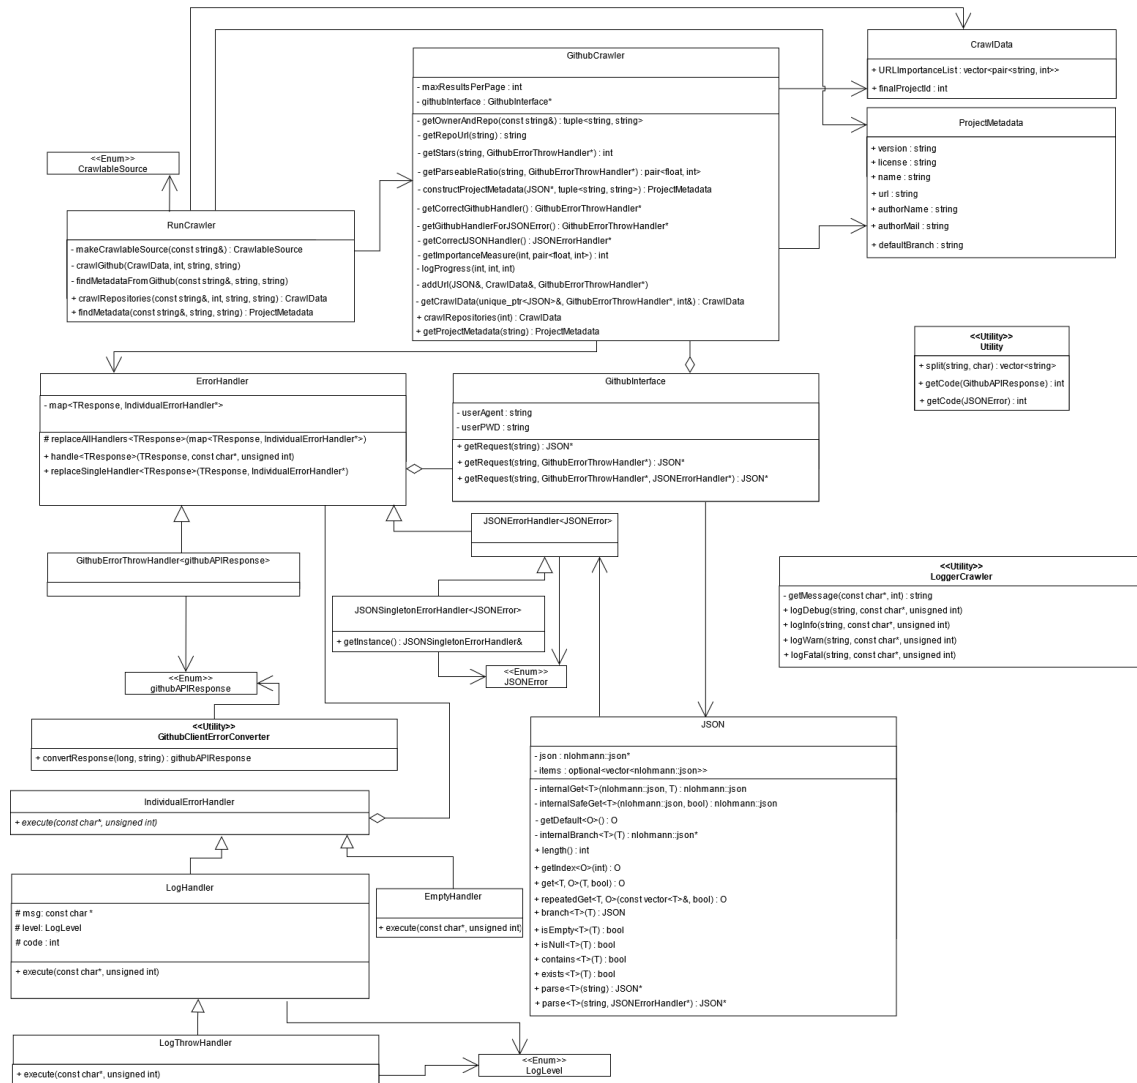 CrawlData
+ URLImportanceList : vector<pair<string, int>>
+ finalProjectId : int
GithubCrawler
- maxResultsPerPage : int
- githubInterface : GithubInterface*
- getOwnerAndRepo(const string&) : tuple<string, string>
- getRepoUrl(string) : string
- getStars(string, GithubErrorThrowHandler*) : int
- getParseableRatio(string, GithubErrorThrowHandler*) : pair<float, int>
- constructProjectMetadata(JSON*, tuple<string, string>) : ProjectMetadata
- getCorrectGithubHandler() : GithubErrorThrowHandler*
- getGithubHandlerForJSONError() : GithubErrorThrowHandler*
- getCorrectJSONHandler() : JSONErrorHandler*
- getImportanceMeasure(int, pair<float, int>) : int
- logProgress(int, int, int)
- addUrl(JSON&, CrawlData&, GithubErrorThrowHandler*)
- getCrawlData(unique_ptr<JSON>&, GithubErrorThrowHandler*, int&) : CrawlData
+ crawlRepositories(int) : CrawlData
+ getProjectMetadata(string) : ProjectMetadata
ProjectMetadata
+ version : string
+ license : string
+ name : string
+ url : string
+ authorName : string
+ authorMail : string
+ defaultBranch : string
<<Enum>>
CrawlableSource
RunCrawler
- makeCrawlableSource(const string&) : CrawlableSource
- crawlGithub(CrawlData, int, string, string)
- findMetadataFromGithub(const string&, string, string)
+ crawlRepositories(const string&, int, string, string) : CrawlData
+ findMetadata(const string&, string, string) : ProjectMetadata
<<Utility>>
Utility
+ split(string, char) : vector<string>
+ getCode(GithubAPIResponse) : int
+ getCode(JSONError) : int
ErrorHandler
- map<TResponse, IndividualErrorHandler*>
# replaceAllHandlers<TResponse>(map<TResponse, IndividualErrorHandler*>)
+ handle<TResponse>(TResponse, const char*, unsigned int)
+ replaceSingleHandler<TResponse>(TResponse, IndividualErrorHandler*)
GithubInterface
- userAgent : string
- userPWD : string
+ getRequest(string) : JSON*
+ getRequest(string, GithubErrorThrowHandler*) : JSON*
+ getRequest(string, GithubErrorThrowHandler*, JSONErrorHandler*) : JSON*
JSONErrorHandler<JSONError>
GithubErrorThrowHandler<githubAPIResponse>
JSONSingletonErrorHandler<JSONError>
+ getInstance() : JSONSingletonErrorHandler&
<<Utility>>
LoggerCrawler
- getMessage(const char*, int) : string
+ logDebug(string, const char*, unisgned int)
+ logInfo(string, const char*, unsigned int)
+ logWarn(string, const char*, unsigned int)
+ logFatal(string, const char*, unsigned int)
<<Enum>>
githubAPIResponse
<<Enum>>
JSONError
<<Utility>>
GithubClientErrorConverter
+ convertResponse(long, string) : githubAPIResponse
JSON
- json : nlohmann::json*
- items : optional<vector<nlohmann::json>>
- internalGet<T>(nlohmann::json, T) : nlohmann::json
- internalSafeGet<T>(nlohmann::json, bool) : nlohmann::json
- getDefault<O>() : O
- internalBranch<T>(T) : nlohmann::json*
+ length() : int
+ getIndex<O>(int) : O
+ get<T, O>(T, bool) : O
+ repeatedGet<T, O>(const vector<T>&, bool) : O
+ branch<T>(T) : JSON
+ isEmpty<T>(T) : bool
+ isNull<T>(T) : bool
+ contains<T>(T) : bool
+ exists<T>(T) : bool
+ parse<T>(string) : JSON*
+ parse<T>(string, JSONErrorHandler*) : JSON*
IndividualErrorHandler
+ execute(const char*, unsigned int)
LogHandler
# msg: const char *
# level: LogLevel
# code : int
+ execute(const char*, unsigned int)
EmptyHandler
+ execute(const char*, unsigned int)
LogThrowHandler
+ execute(const char*, unsigned int)
<<Enum>>
LogLevel